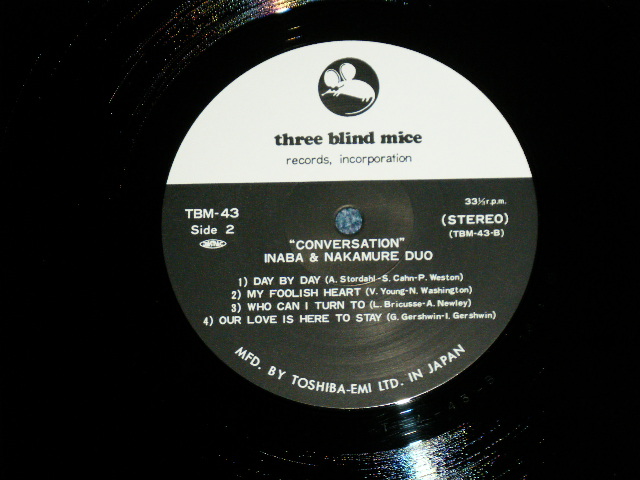 three blind mice
records, incorporation
33⅓r.p.m.
TBM-43
(STEREO)
Side 2
(TBM-43-B)
"CONVERSATION"
INABA & NAKAMURE DUO
1) DAY BY DAY (A. Stordahl-S. Cahn-P. Weston)
2) MY FOOLISH HEART (V. Young-N. Washington)
3) WHO CAN I TURN TO (L. Bricusse-A. Newley)
4) OUR LOVE IS HERE TO STAY (G. Gershwin-I. Gershwin)
MFD. BY TOSHIBA-EMI LTD. IN JAPAN